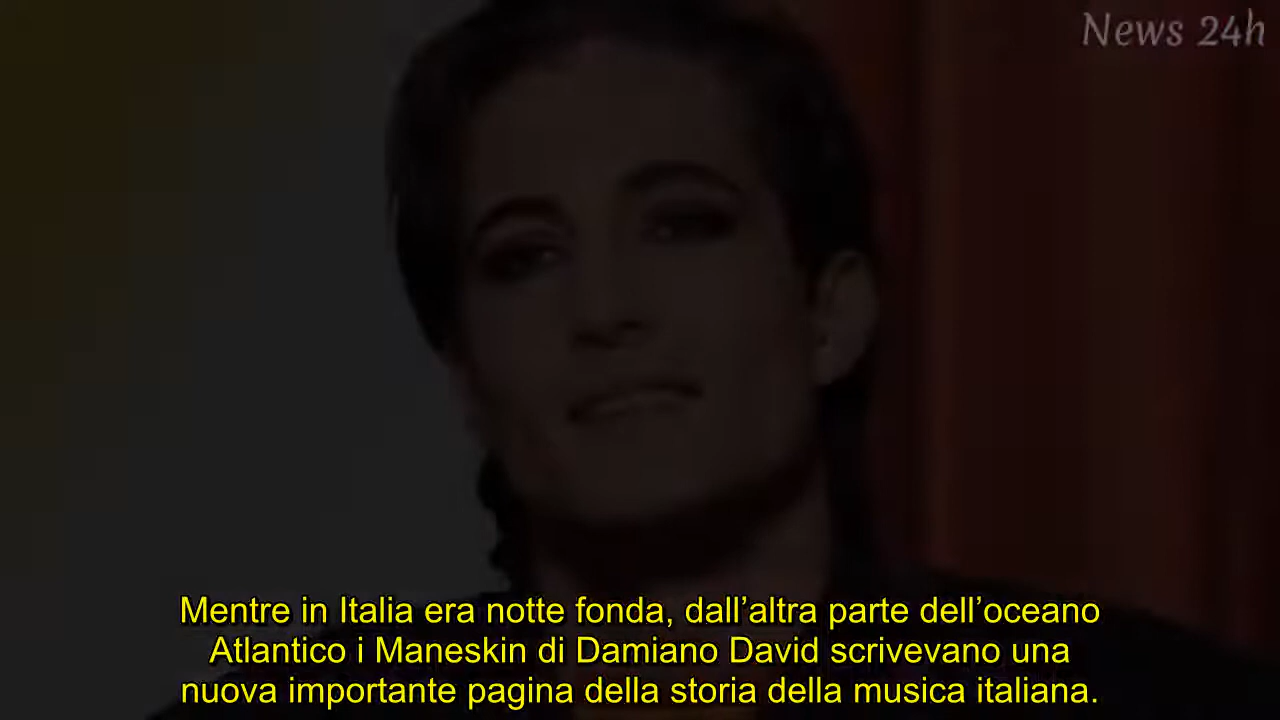 News 24h
Mentre in Italia era notte fonda, dall’altra parte dell’oceano
Atlantico i Maneskin di Damiano David scrivevano una
nuova importante pagina della storia della musica italiana.